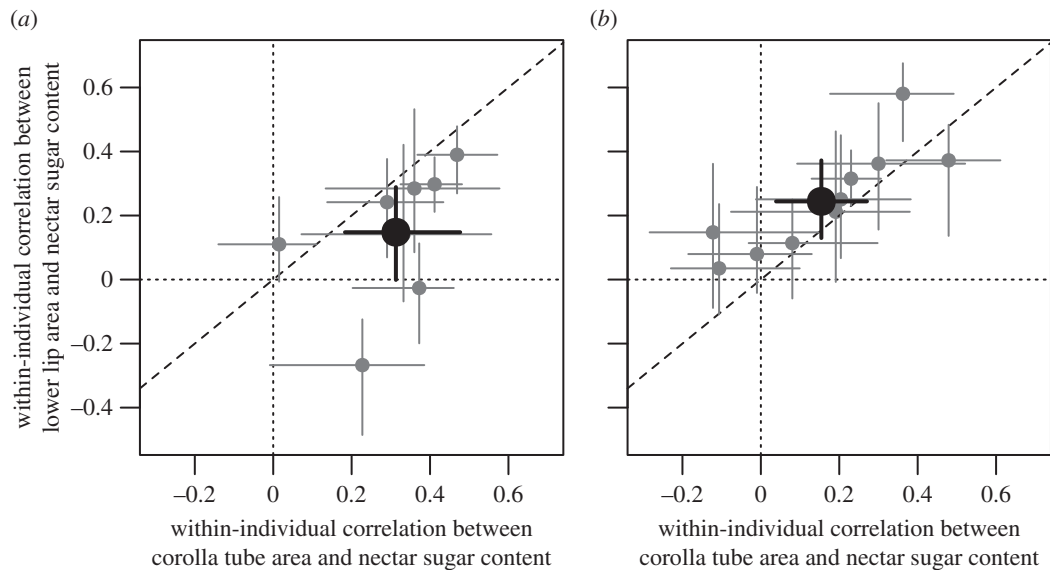 (a)
(b)
within-individual correlation between
lower lip area and nectar sugar content
0.6
0.4
0.2
0
–0.2
–0.4
–0.2
0
0.2
0.4
0.6
–0.2
0
0.2
0.4
0.6
within-individual correlation between
corolla tube area and nectar sugar content
within-individual correlation between
corolla tube area and nectar sugar content